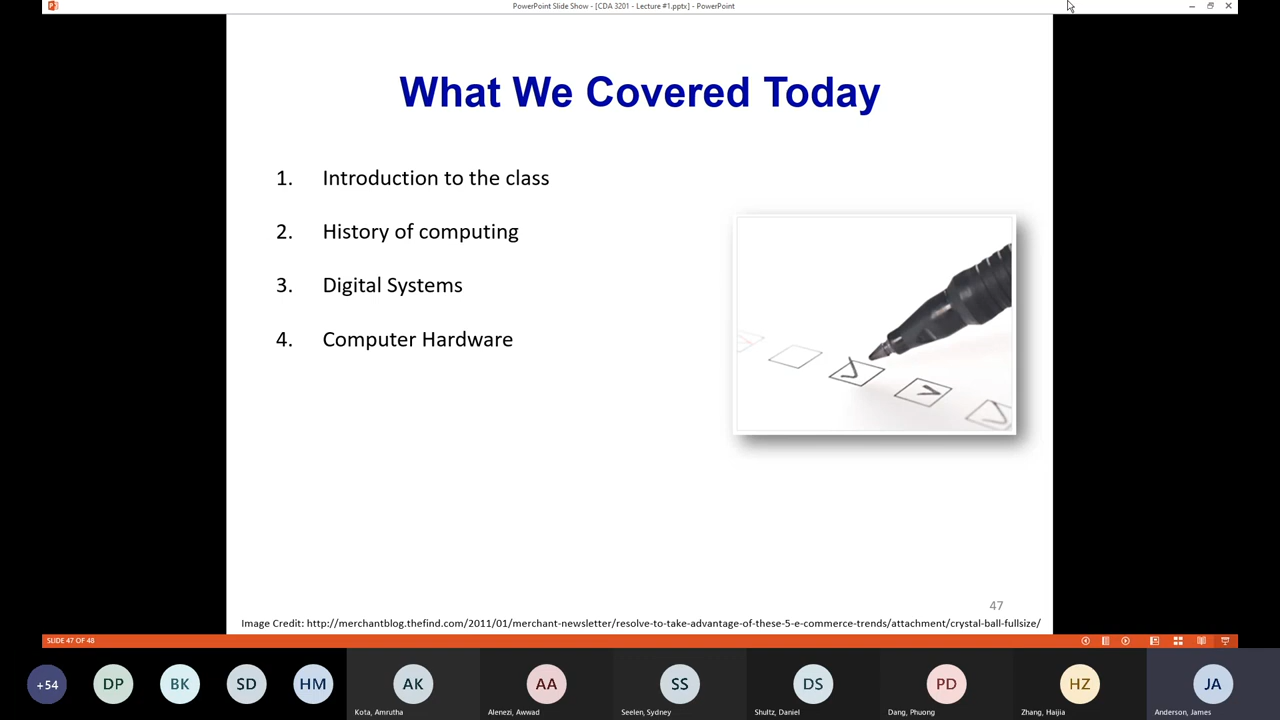 PowerPoint Slide Show - [CDA 3201 - Lecture #1.pptx] - PowerPoint
What We Covered Today
1. Introduction to the class
2. History of computing
3. Digital Systems
4. Computer Hardware
47
Image Credit: http://merchantblog.thefind.com/2011/01/merchant-newsletter/resolve-to-take-advantage-of-these-5-e-commerce-trends/attachment/crystal-ball-fullsize/
SLIDE 47 OF 48
+54 DP BK SD HM AK AA SS DS PD HZ JA
Kota, Amrutha Alenezi, Awwad Seelen, Sydney Shultz, Daniel Dang, Phuong Zhang, Haijia Anderson, James